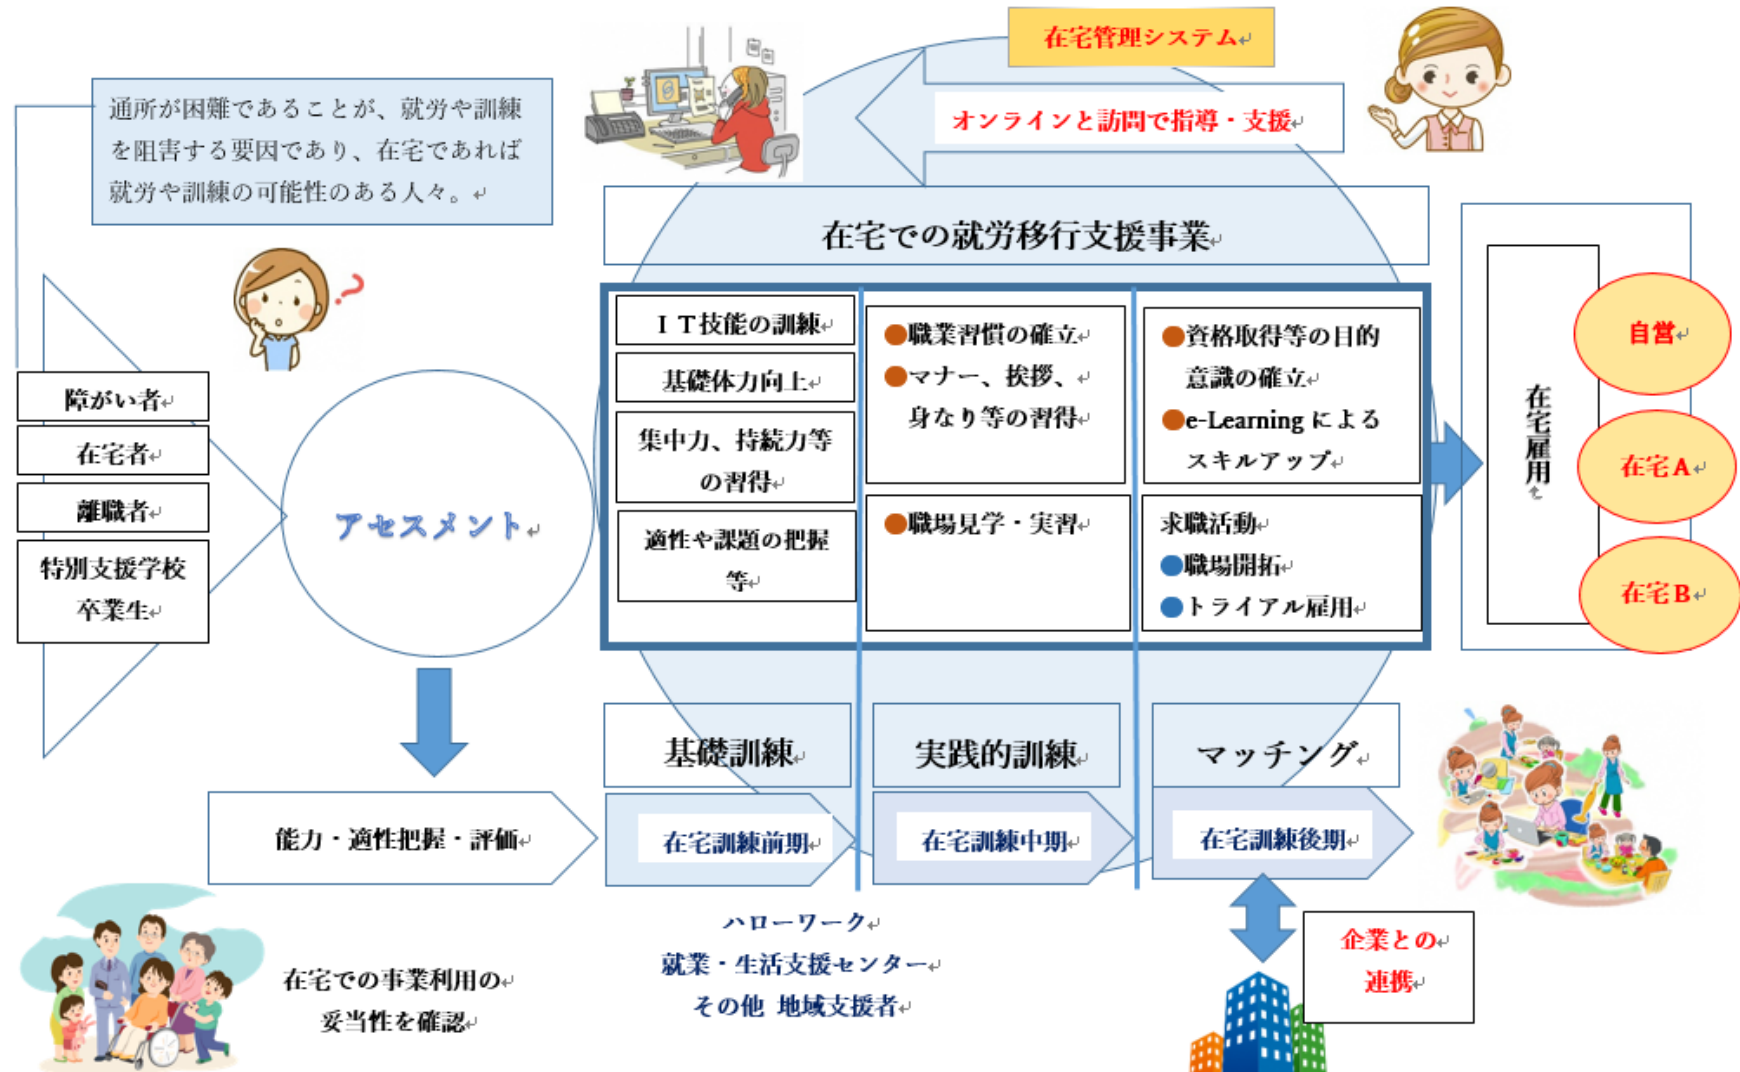 在宅管理システム
オンラインと訪問で指導・支援
通所が困難であることが、就労や訓練
を阻害する要因であり、在宅であれば
就労や訓練の可能性のある人々。
在宅での就労移行支援事業
障がい者
在宅者
離職者
特別支援学校
卒業生
アセスメント
ＩＴ技能の訓練
基礎体力向上
集中力、持続力等
の習得
適性や課題の把握
等
●職業習慣の確立
●マナー、挨拶、
身なり等の習得
●職場見学・実習
●資格取得等の目的
意識の確立
●e-Learningによる
スキルアップ
求職活動
●職場開拓
●トライアル雇用
在宅雇用
自営
在宅A
在宅B
基礎訓練
実践的訓練
マッチング
能力・適性把握・評価
在宅訓練前期
在宅訓練中期
在宅訓練後期
在宅での事業利用の
妥当性を確認
ハローワーク
就業・生活支援センター
その他 地域支援者
企業との
連携